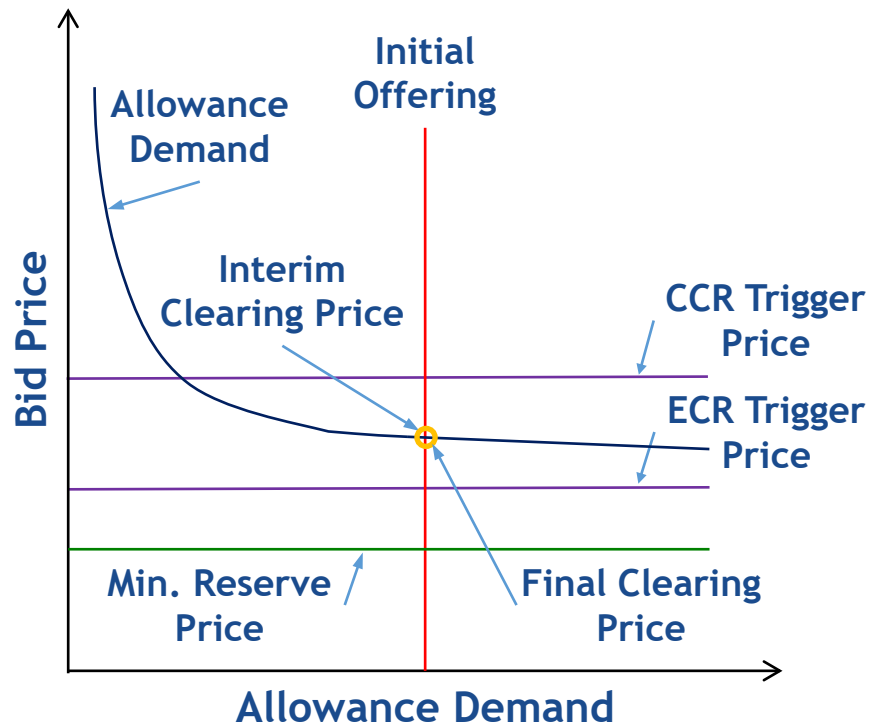 Initial
Offering
Allowance
Demand
Interim
Clearing Price
CCR Trigger
Price
ECR Trigger
Price
Bid Price
Min. Reserve
Price
Final Clearing
Price
Allowance Demand